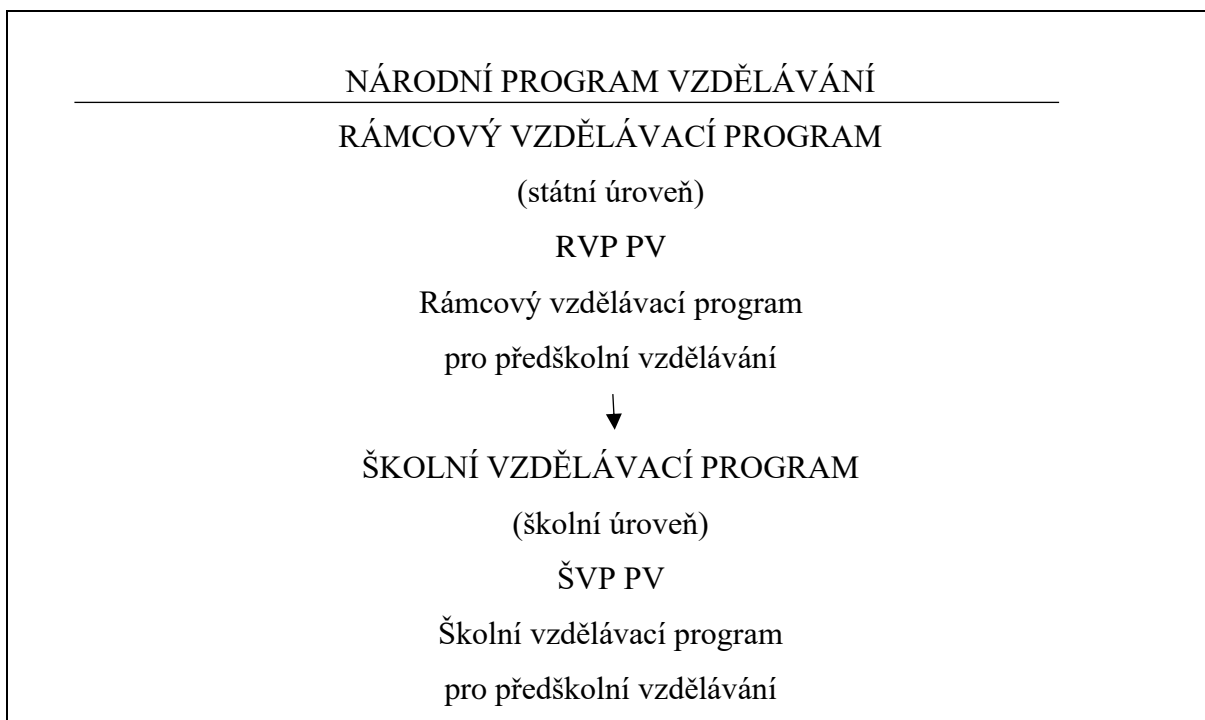 NÁRODNÍ PROGRAM VZDĚLÁVÁNÍ
RÁMCOVÝ VZDĚLÁVACÍ PROGRAM
(státní úroveň)
RVP PV
Rámcový vzdělávací program
pro předškolní vzdělávání
ŠKOLNÍ VZDĚLÁVACÍ PROGRAM
(školní úroveň)
ŠVP PV
Školní vzdělávací program
pro předškolní vzdělávání